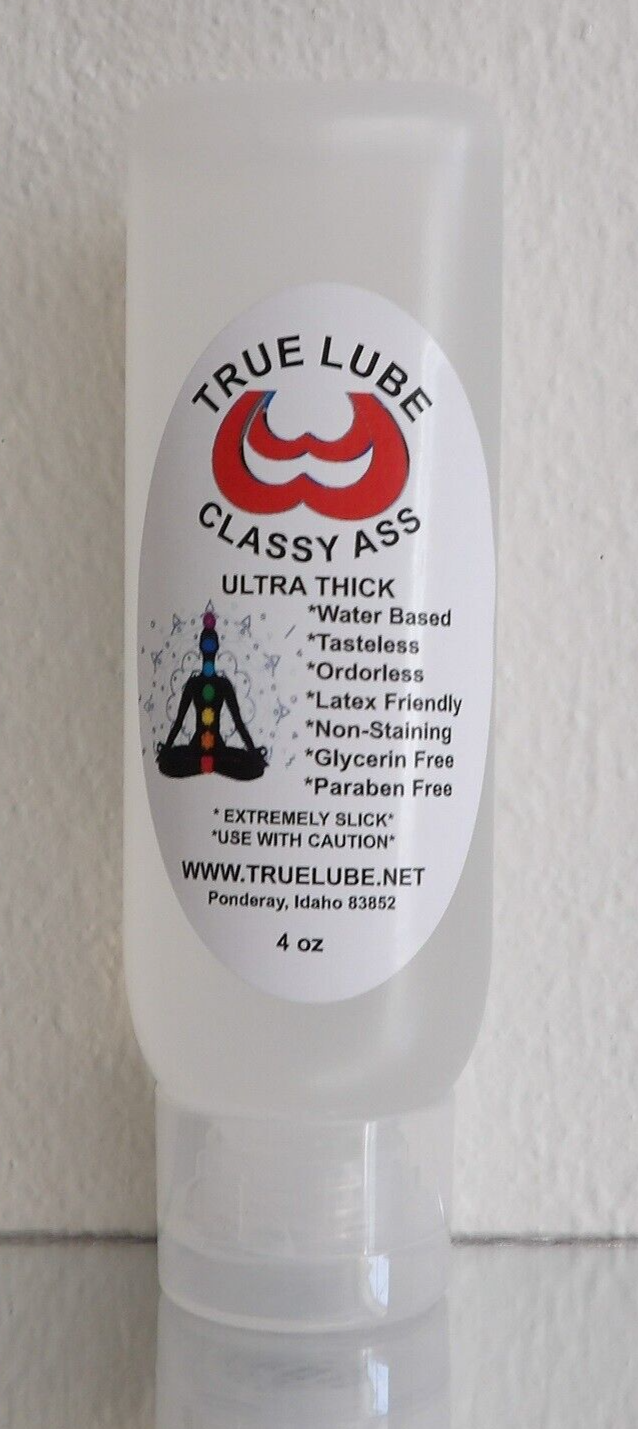 TRUE LUBE
CLASSY ASS
ULTRA THICK
*Water Based
*Tasteless
*Ordorless
*Latex Friendly
*Non-Staining
*Glycerin Free
*Paraben Free
* EXTREMELY SLICK*
*USE WITH CAUTION*
WWW.TRUELUBE.NET
Ponderay, Idaho 83852
4 oz